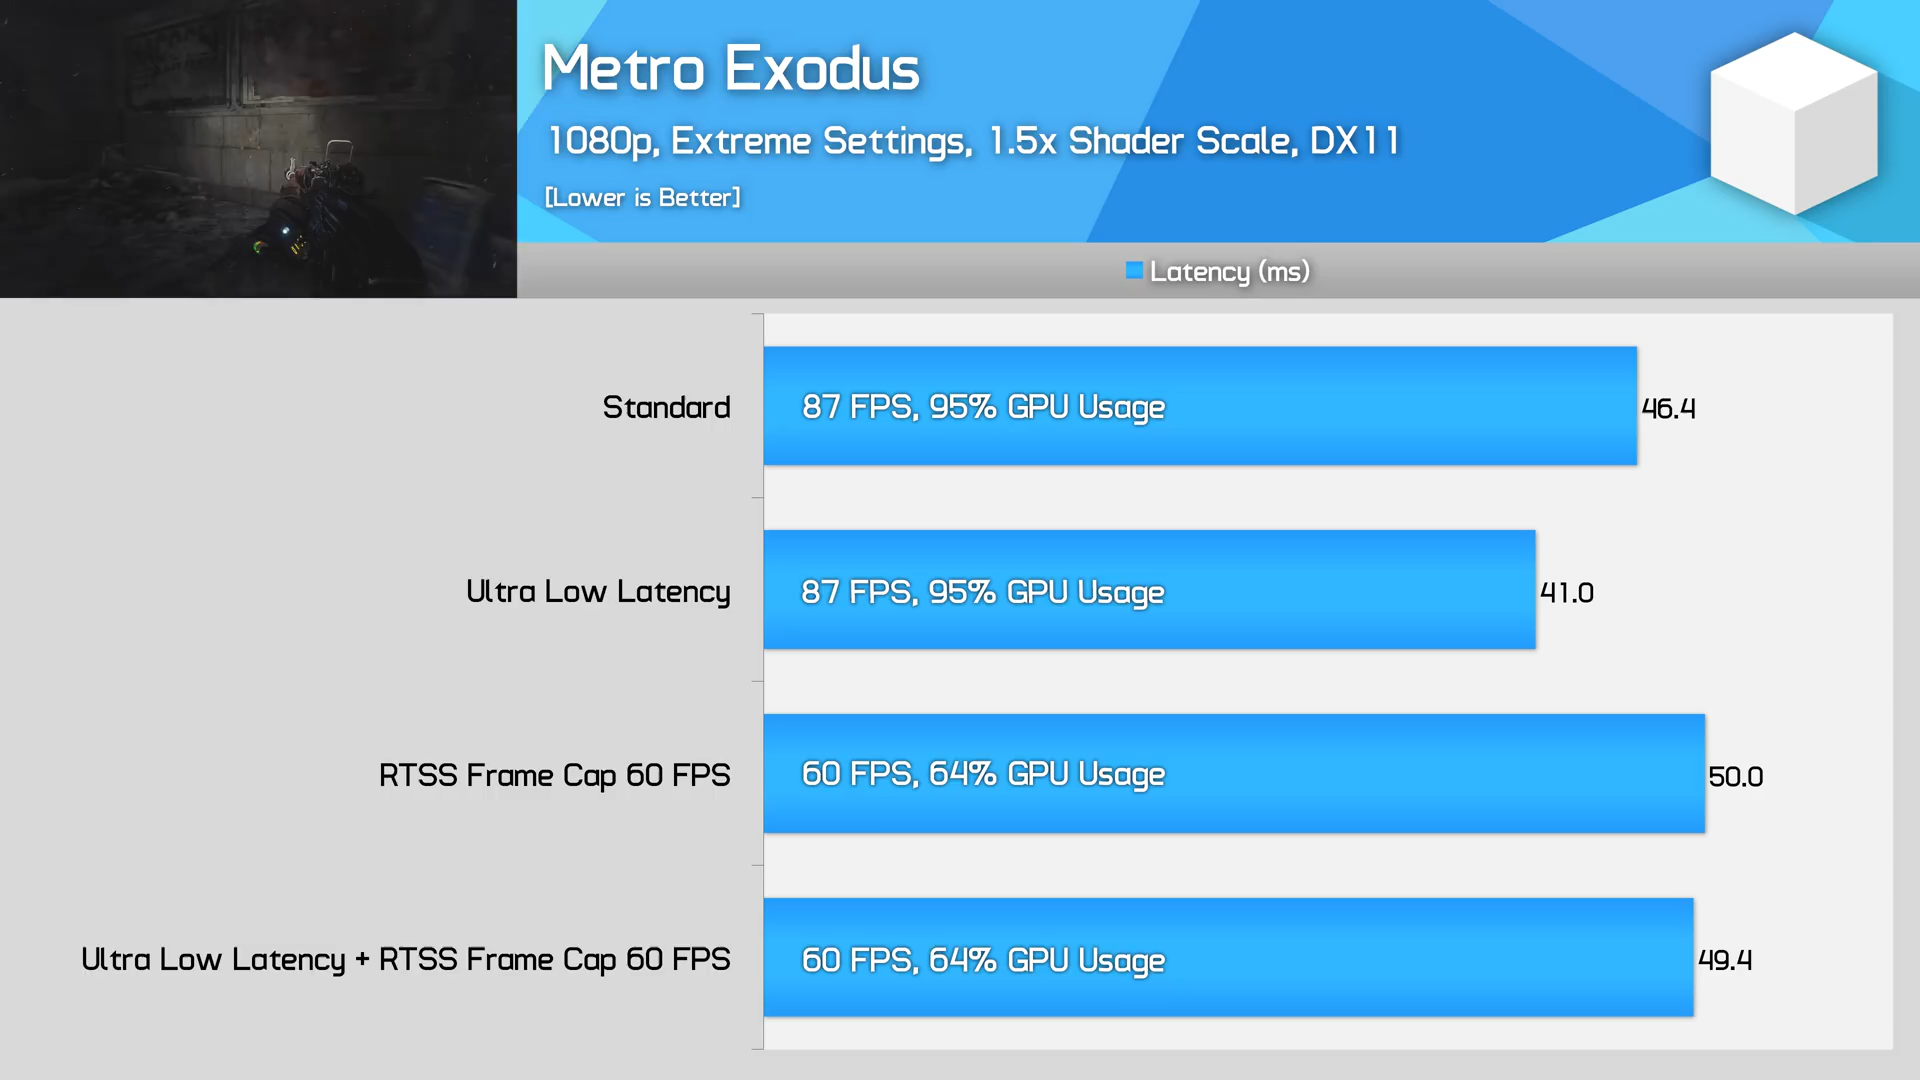 Metro Exodus
1080p, Extreme Settings, 1.5x Shader Scale, DX11
[Lower is Better]
Latency (ms)
Standard
87 FPS, 95% GPU Usage
46.4
Ultra Low Latency
87 FPS, 95% GPU Usage
41.0
RTSS Frame Cap 60 FPS
60 FPS, 64% GPU Usage
50.0
Ultra Low Latency + RTSS Frame Cap 60 FPS
60 FPS, 64% GPU Usage
49.4